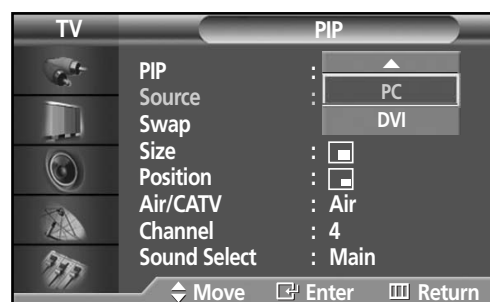 TV PIP
PIP :
Source : PC
Swap DVI
Size :
Position :
Air/CATV : Air
Channel : 4
Sound Select : Main
Move Enter Return